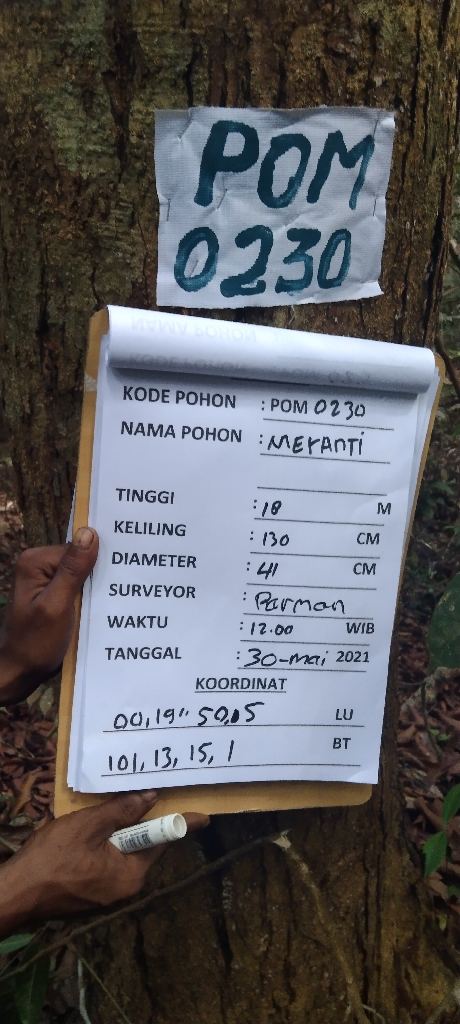 POM
0230
KODE POHON : POM 0230
NAMA POHON : Meranti
TINGGI : 18 M
KELILING : 130 CM
DIAMETER : 41 CM
SURVEYOR : Parman
WAKTU : 12.00 WIB
TANGGAL : 30-mai 2021
KOORDINAT
00,19" 50,05 LU
101, 13, 15, 1 BT